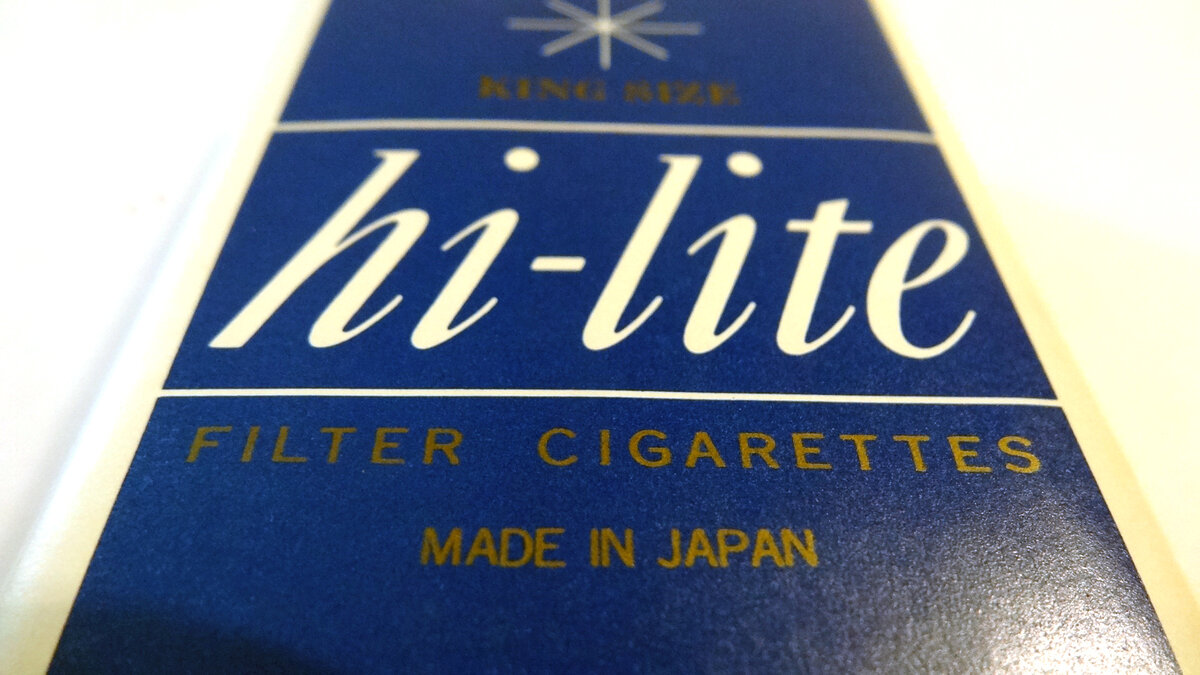 KING SIZE
hi-lite
FILTER CIGARETTES
MADE IN JAPAN